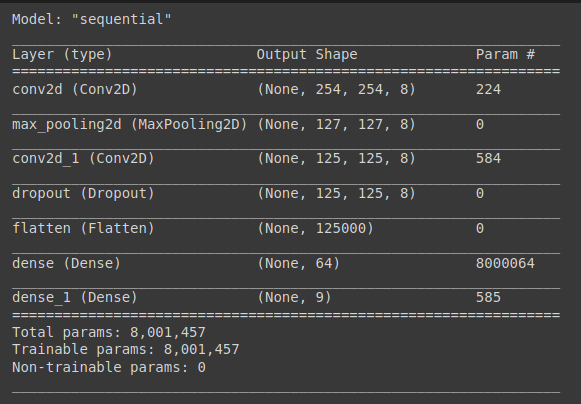 Model: "sequential"
Layer (type) Output Shape Param #
conv2d (Conv2D) (None, 254, 254, 8) 224
max_pooling2d (MaxPooling2D) (None, 127, 127, 8) 0
conv2d_1 (Conv2D) (None, 125, 125, 8) 584
dropout (Dropout) (None, 125, 125, 8) 0
flatten (Flatten) (None, 125000) 0
dense (Dense) (None, 64) 8000064
dense_1 (Dense) (None, 9) 585
Total params: 8,001,457
Trainable params: 8,001,457
Non-trainable params: 0